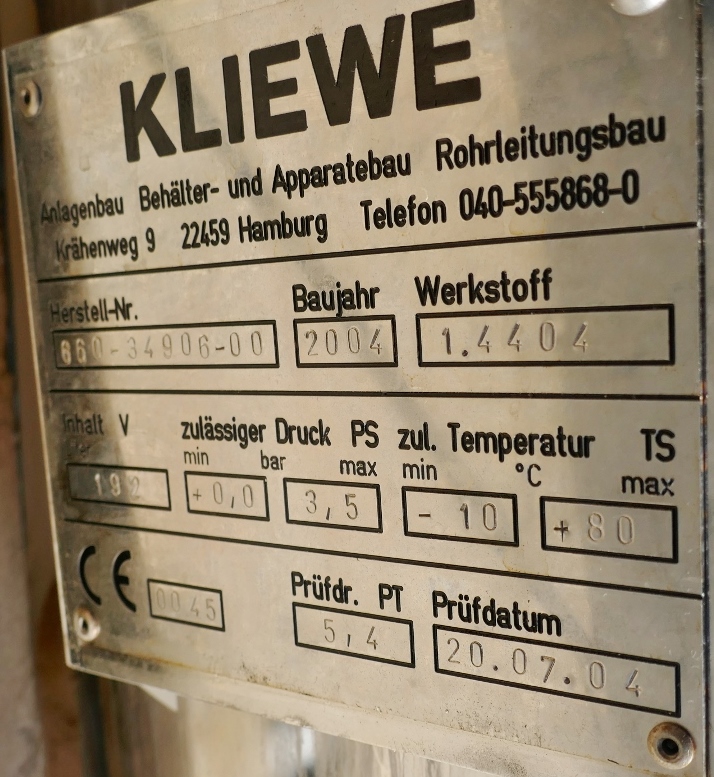 KLIEWE
Anlagenbau Behälter- und Apparatebau Rohrleitungsbau
Krähenweg 9 22459 Hamburg Telefon 040-555868-0
Herstell-Nr. Baujahr Werkstoff
660-34906-00 2004 1.4404
Inhalt V zulässiger Druck PS zul. Temperatur TS
min bar max min °C max
192 +0,0 3,5 - 10 +80
CE 0045 Prüfdr. PT Prüfdatum
5,4 20.07.04